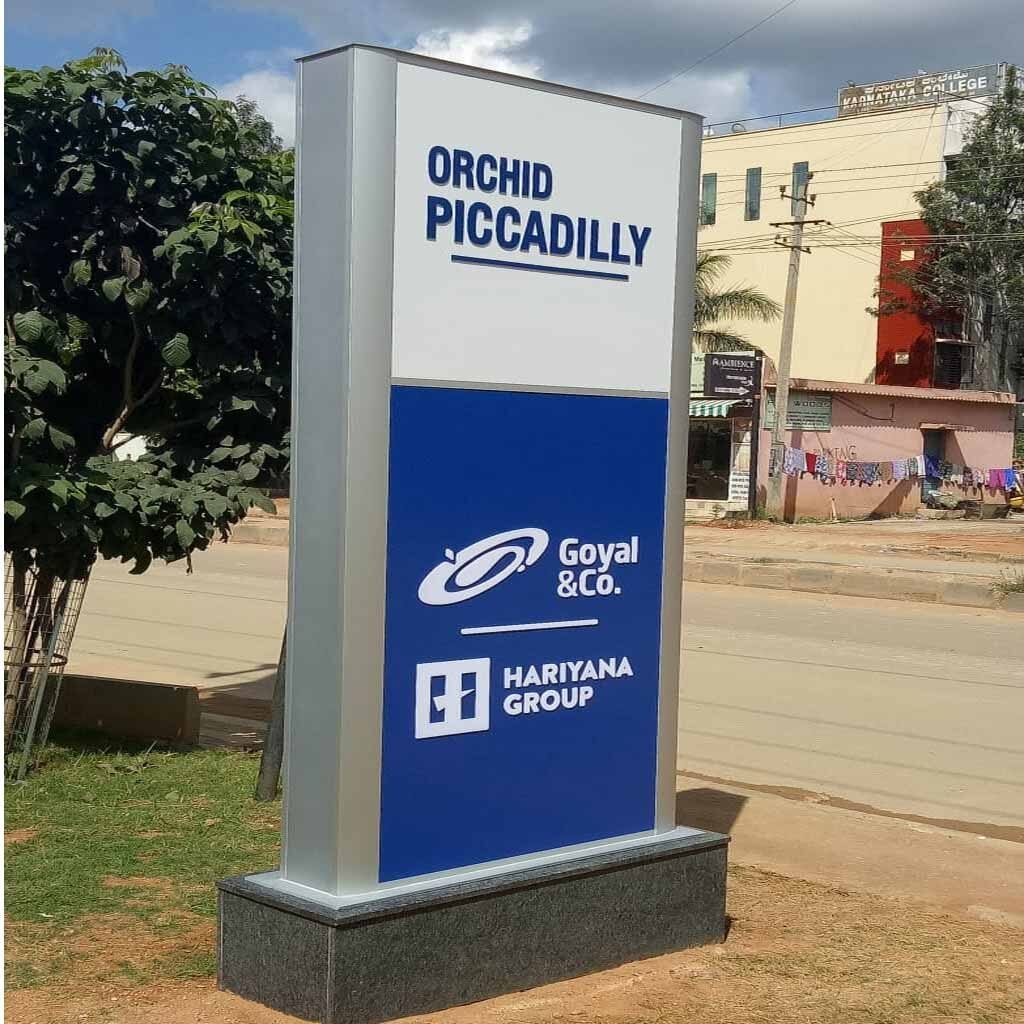 ORCHID
PICCADILLY
Goyal
&Co.
HARIYANA
GROUP
KARNATAKA COLLEGE
AMBIENCE